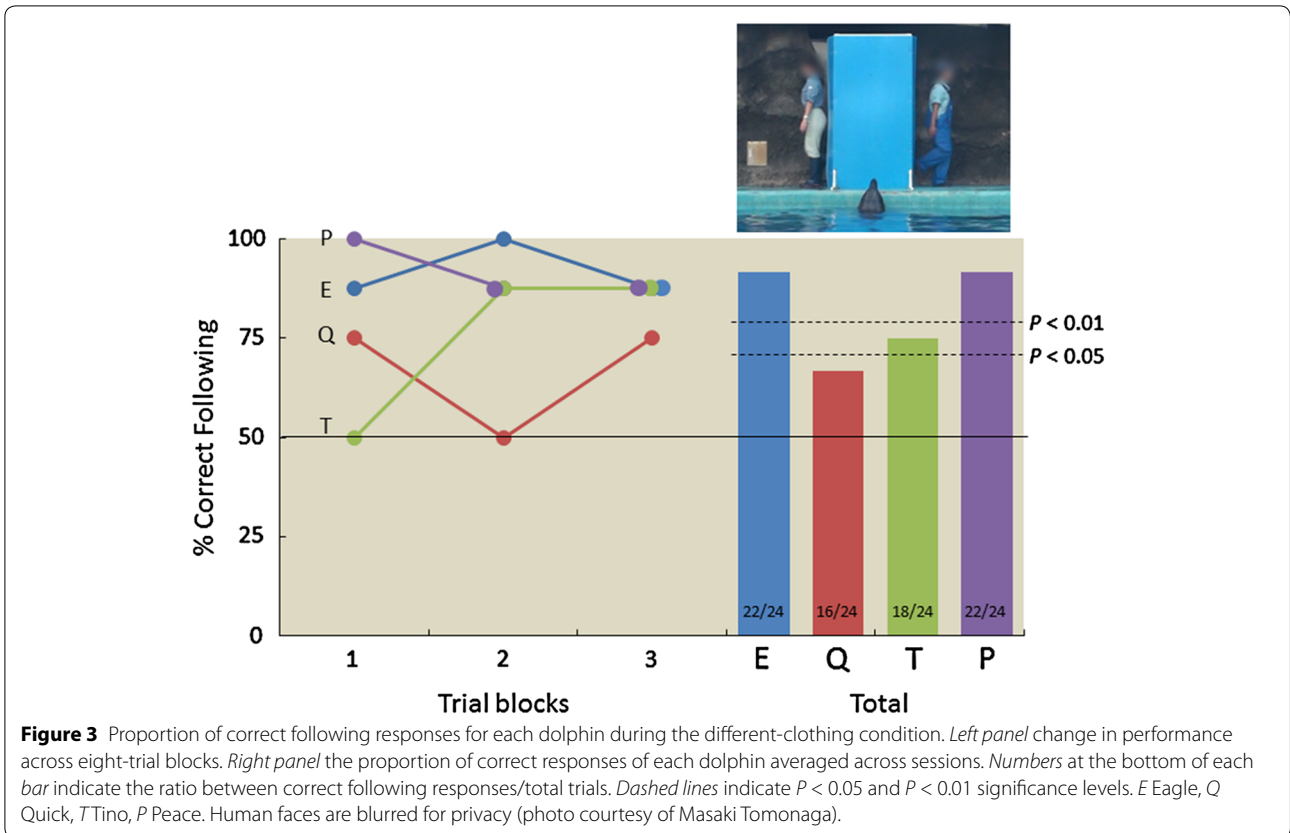 100
75
50
25
0
% Correct Following
P
E
Q
T
1 2 3
Trial blocks
P < 0.01
P < 0.05
22/24 16/24 18/24 22/24
E Q T P
Total
Figure 3 Proportion of correct following responses for each dolphin during the different-clothing condition. Left panel change in performance
across eight-trial blocks. Right panel the proportion of correct responses of each dolphin averaged across sessions. Numbers at the bottom of each
bar indicate the ratio between correct following responses/total trials. Dashed lines indicate P < 0.05 and P < 0.01 significance levels. E Eagle, Q
Quick, T Tino, P Peace. Human faces are blurred for privacy (photo courtesy of Masaki Tomonaga).